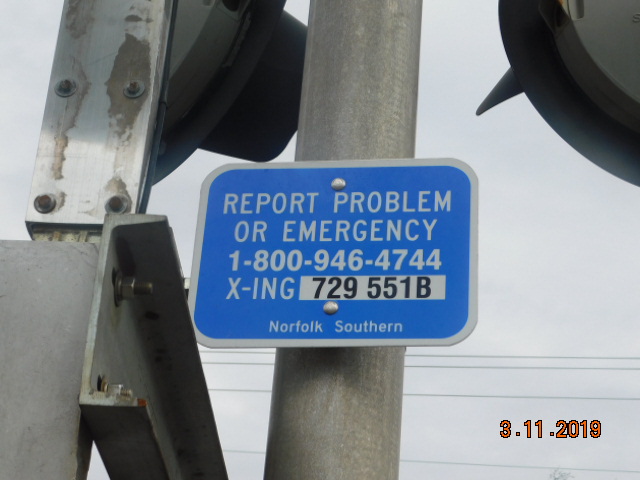 REPORT PROBLEM
OR EMERGENCY
1-800-946-4744
X-ING 729 551B
Norfolk Southern
3.11.2019